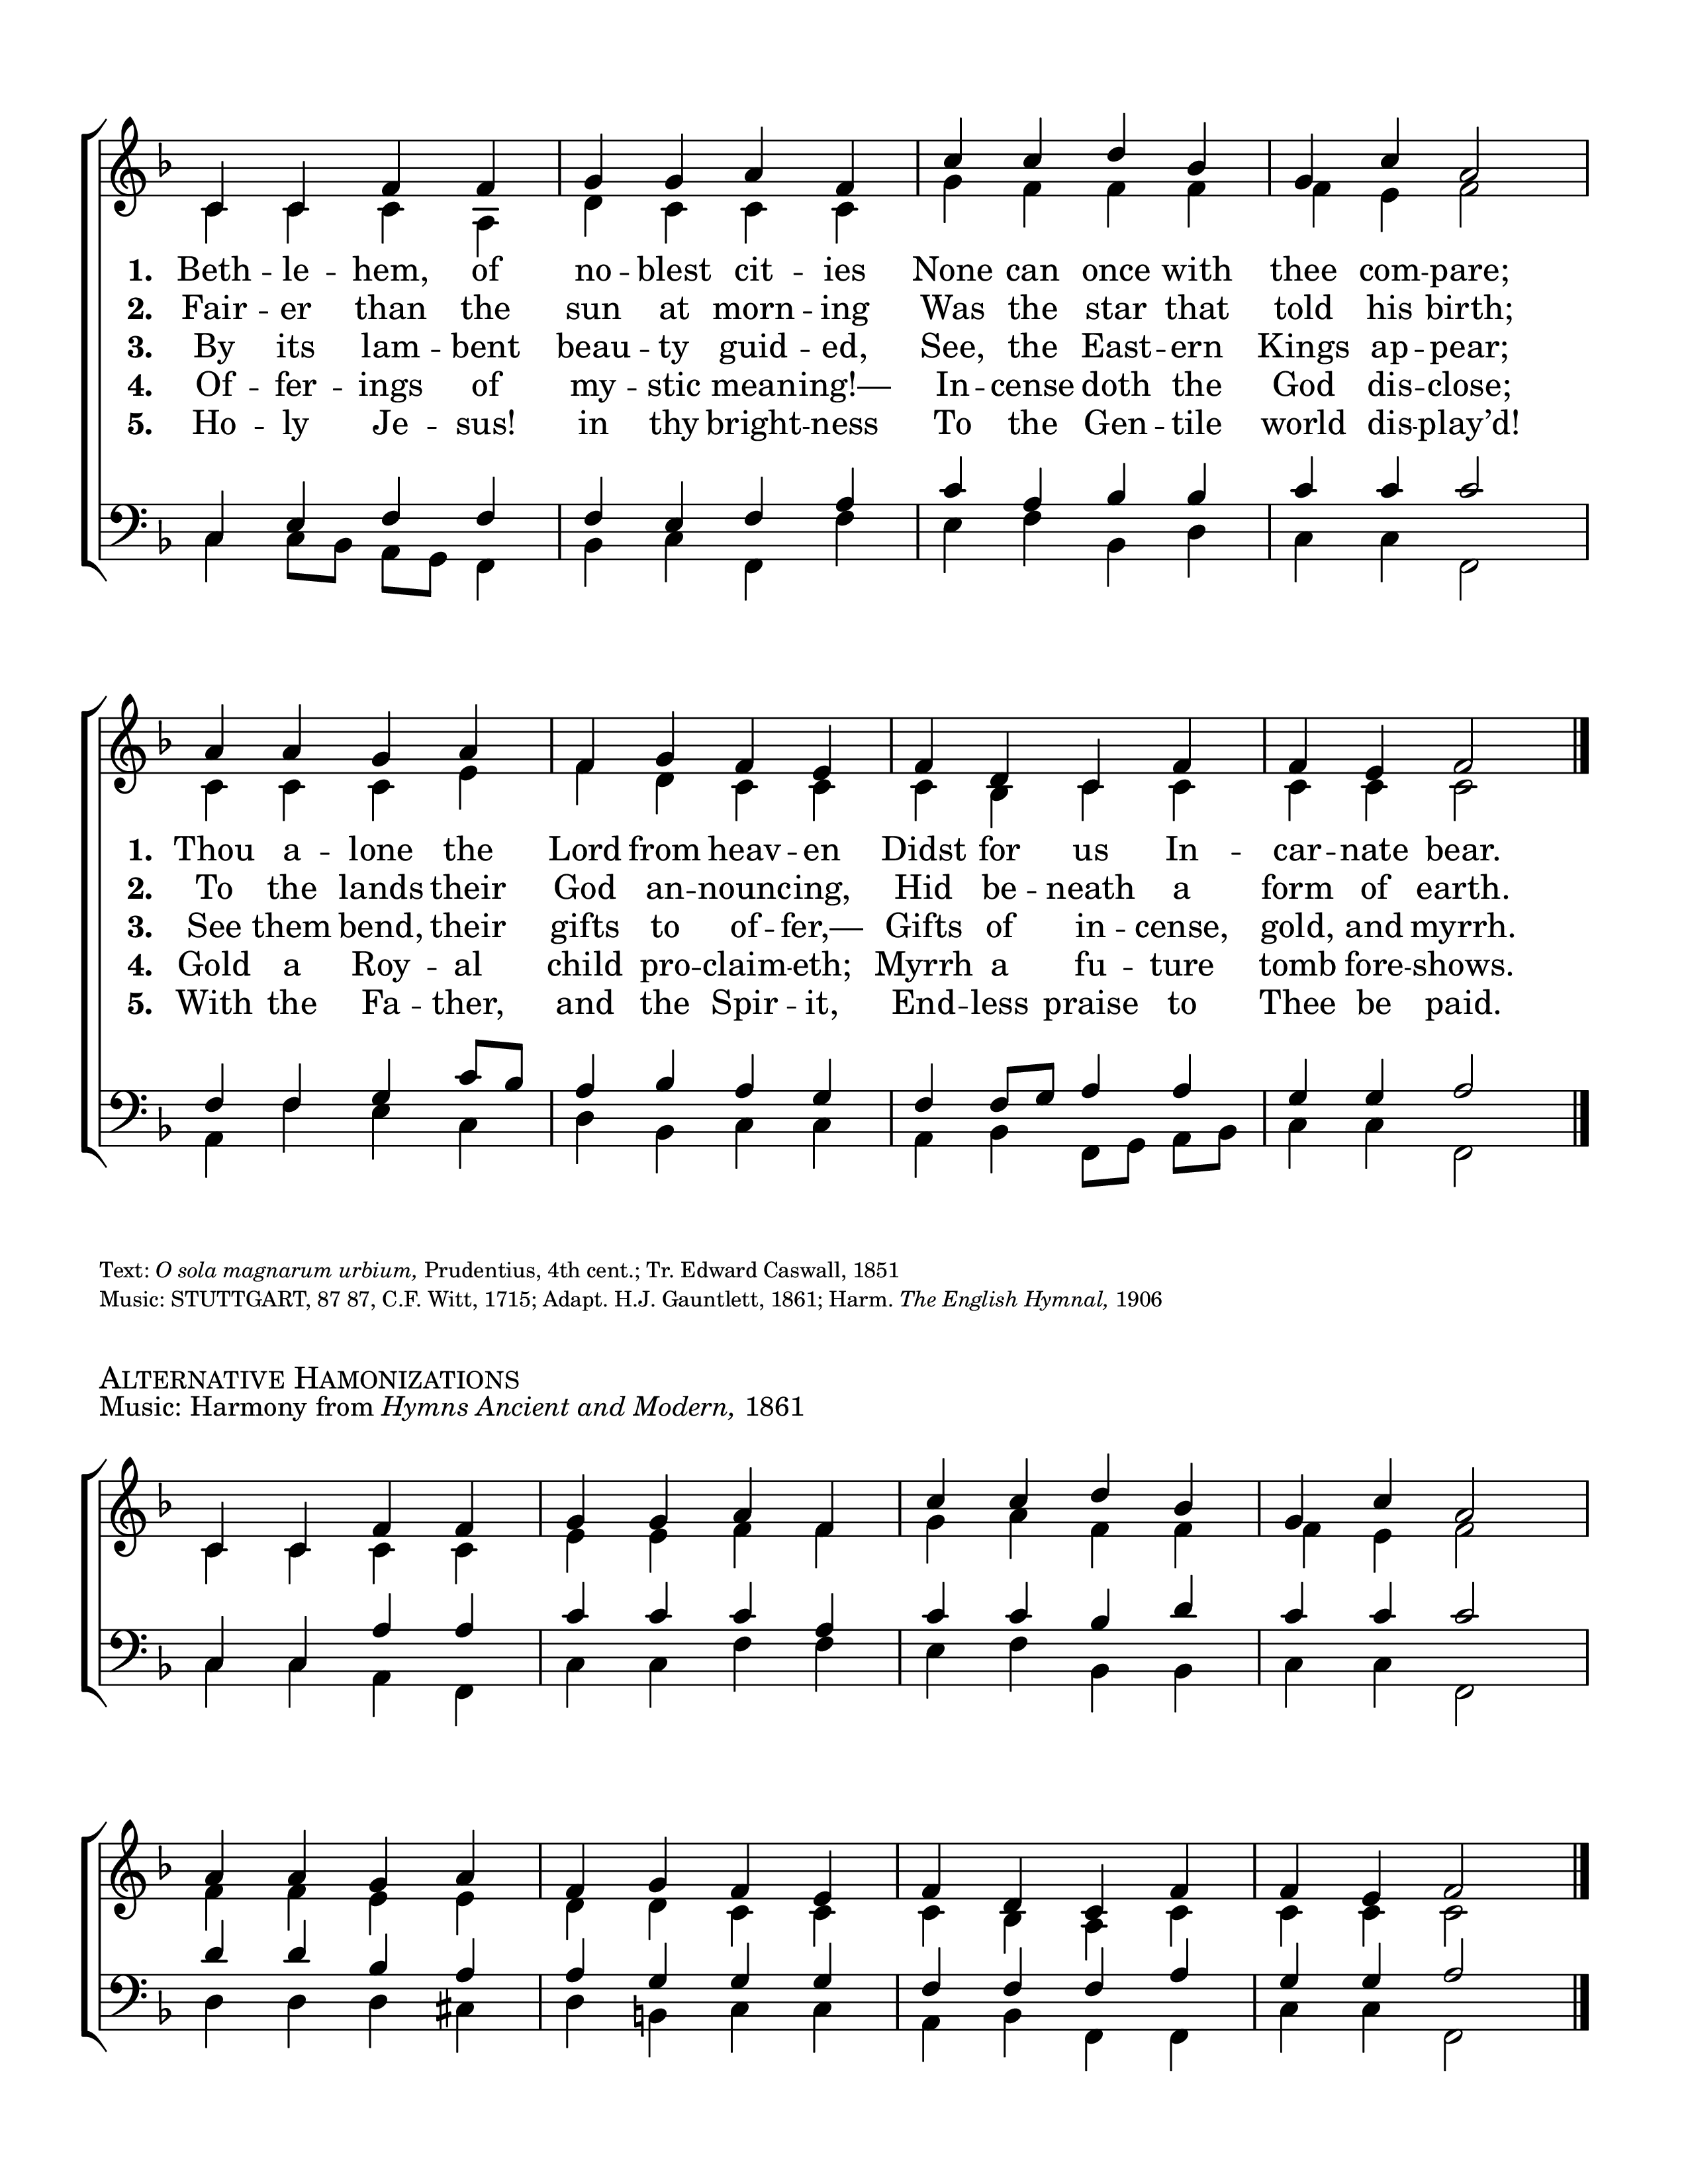 1. Beth -- le -- hem, of no -- blest cit -- ies None can once with thee com -- pare;
2. Fair -- er than the sun at morn -- ing Was the star that told his birth;
3. By its lam -- bent beau -- ty guid -- ed, See, the East -- ern Kings ap -- pear;
4. Of -- fer -- ings of my -- stic meaning!— In -- cense doth the God dis -- close;
5. Ho -- ly Je -- sus! in thy bright -- ness To the Gen -- tile world dis -- play’d!
1. Thou a -- lone the Lord from heav -- en Didst for us In -- car -- nate bear.
2. To the lands their God an -- nouncing, Hid be -- neath a form of earth.
3. See them bend, their gifts to of -- fer,— Gifts of in -- cense, gold, and myrrh.
4. Gold a Roy -- al child pro -- claim -- eth; Myrrh a fu -- ture tomb fore -- shows.
5. With the Fa -- ther, and the Spir -- it, End -- less praise to Thee be paid.
Text: O sola magnarum urbium, Prudentius, 4th cent.; Tr. Edward Caswall, 1851
Music: STUTTGART, 87 87, C.F. Witt, 1715; Adapt. H.J. Gauntlett, 1861; Harm. The English Hymnal, 1906
Alternative Hamonizations
Music: Harmony from Hymns Ancient and Modern, 1861